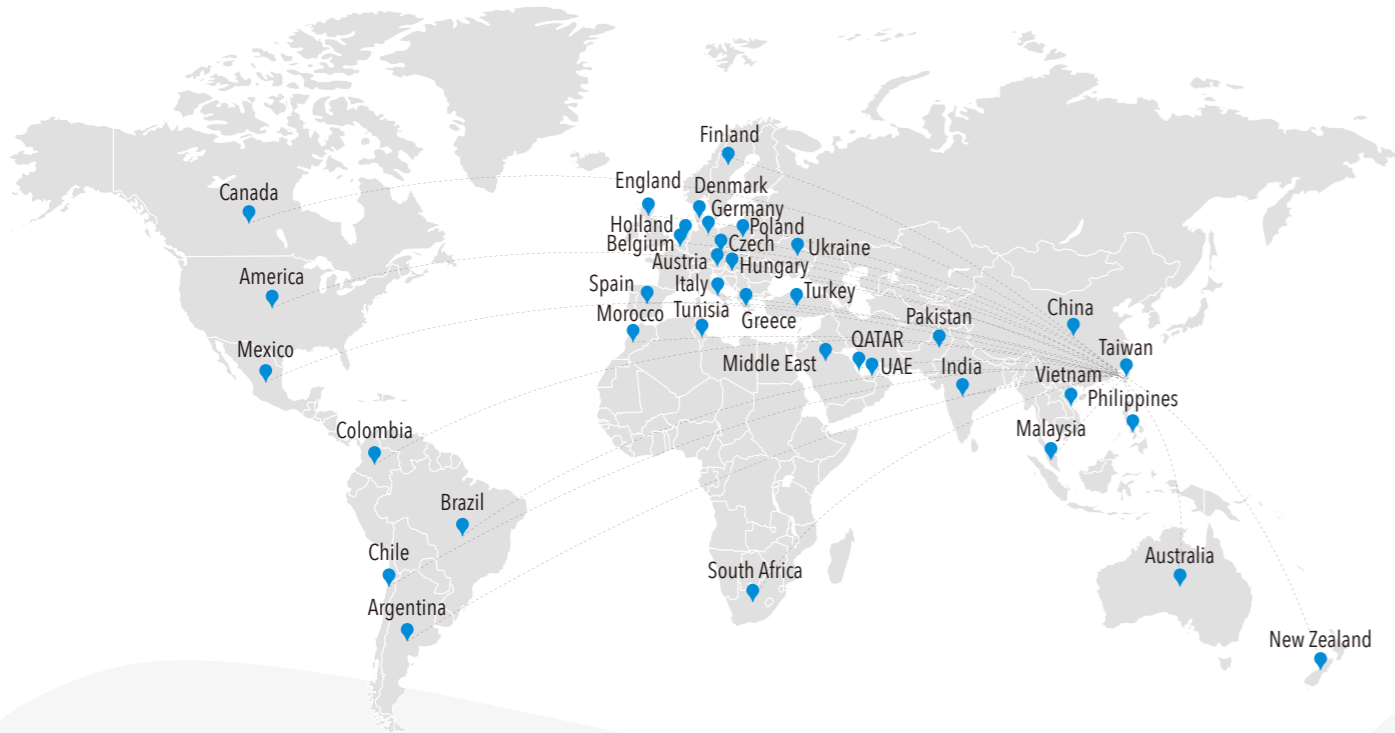 Finland
England
Denmark
Canada
Germany
Holland
Poland
Belgium
Czech
Ukraine
Austria
Hungary
America
Spain
Italy
Turkey
Morocco
Tunisia
Greece
China
Pakistan
Mexico
QATAR
Taiwan
Middle East
UAE
India
Vietnam
Philippines
Colombia
Malaysia
Brazil
Chile
Australia
South Africa
Argentina
New Zealand